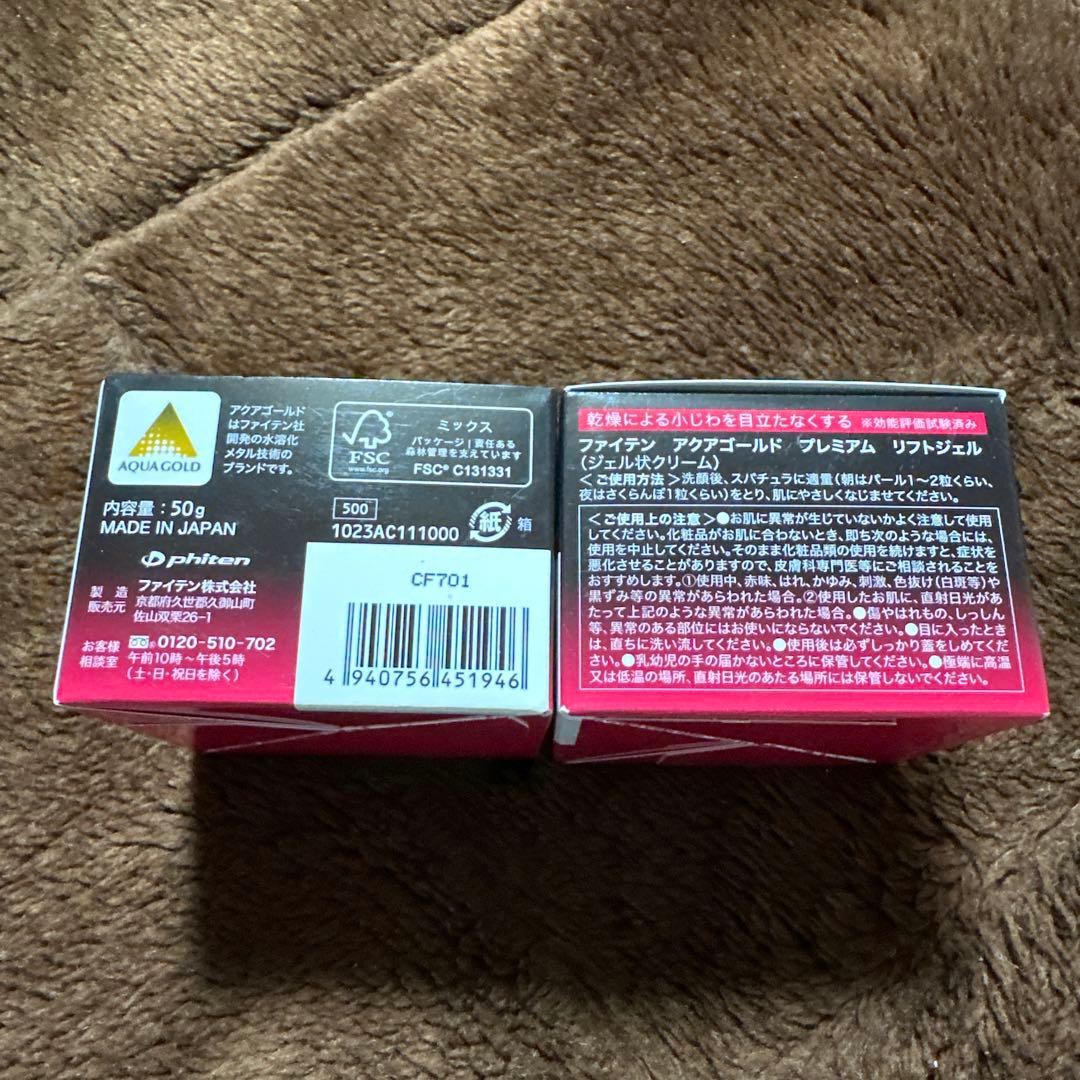 アクアゴールド
はファイテン社
開発の水溶化
メタル技術の
ブランドです。
AQUA GOLD
FSC
www.fsc.org
ミックス
パッケージ|責任ある
森林管理を支えています
FSC® C131331
内容量:50g
MADE IN JAPAN
500
1023AC111000
紙
箱
phiten
製造
販売元
ファイテン株式会社
京都府久世郡久御山町
佐山双栗26-1
お客様
相談室
0120-510-702
午前10時~午後5時
(土・日・祝日を除く)
CF701
4 940756 451946
乾燥による小じわを目立たなくする ※効能評価試験済み
ファイテン アクアゴールド プレミアム リフトジェル
(ジェル状クリーム)
<ご使用方法>洗顔後、スパチュラに適量(朝はパール1~2粒くらい、
夜はさくらんぼ1粒くらい)をとり、肌にやさしくなじませてください。
<ご使用上の注意>●お肌に異常が生じていないかよく注意して使用
してください。化粧品がお肌に合わないとき、即ち次のような場合には、
使用を中止してください。そのまま化粧品類の使用を続けますと、症状を
悪化させることがありますので、皮膚科専門医等にご相談されることを
おすすめします。①使用中、赤味、はれ、かゆみ、刺激、色抜け(白斑等)や
黒ずみ等の異常があらわれた場合。②使用したお肌に、直射日光があ
たって上記のような異常があらわれた場合。●傷やはれもの、しっしん
等、異常のある部位にはお使いにならないでください。●目に入ったとき
は、直ちに洗い流してください。●使用後は必ずしっかり蓋をしめてくだ
さい。●乳幼児の手の届かないところに保管してください。●極端に高温
又は低温の場所、直射日光のあたる場所には保管しないでください。